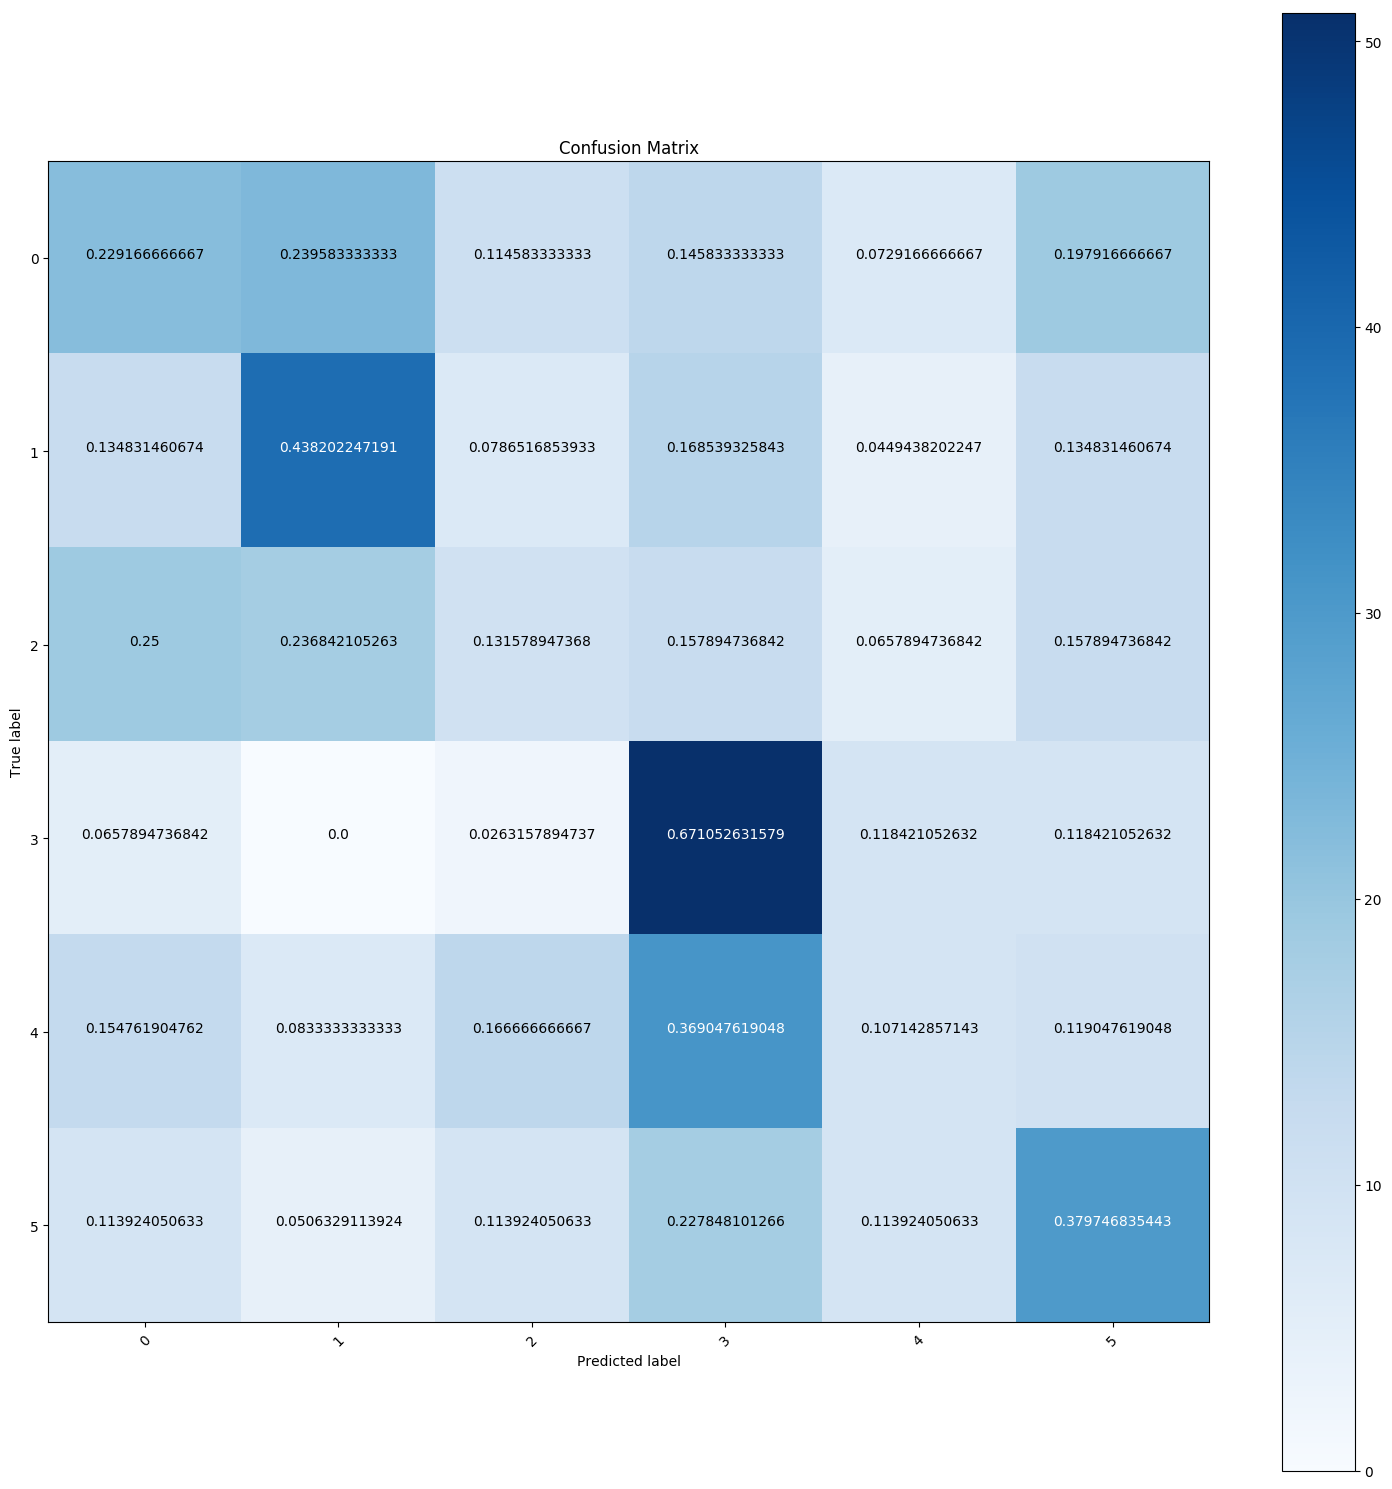 Confusion Matrix
0 0.229166666667 0.239583333333 0.114583333333 0.145833333333 0.0729166666667 0.197916666667
1 0.134831460674 0.438202247191 0.0786516853933 0.168539325843 0.0449438202247 0.134831460674
2 0.25 0.236842105263 0.131578947368 0.157894736842 0.0657894736842 0.157894736842
3 0.0657894736842 0.0 0.0263157894737 0.671052631579 0.118421052632 0.118421052632
4 0.154761904762 0.0833333333333 0.166666666667 0.369047619048 0.107142857143 0.119047619048
5 0.113924050633 0.0506329113924 0.113924050633 0.227848101266 0.113924050633 0.379746835443
True label
0 1 2 3 4 5
Predicted label
50
40
30
20
10
0